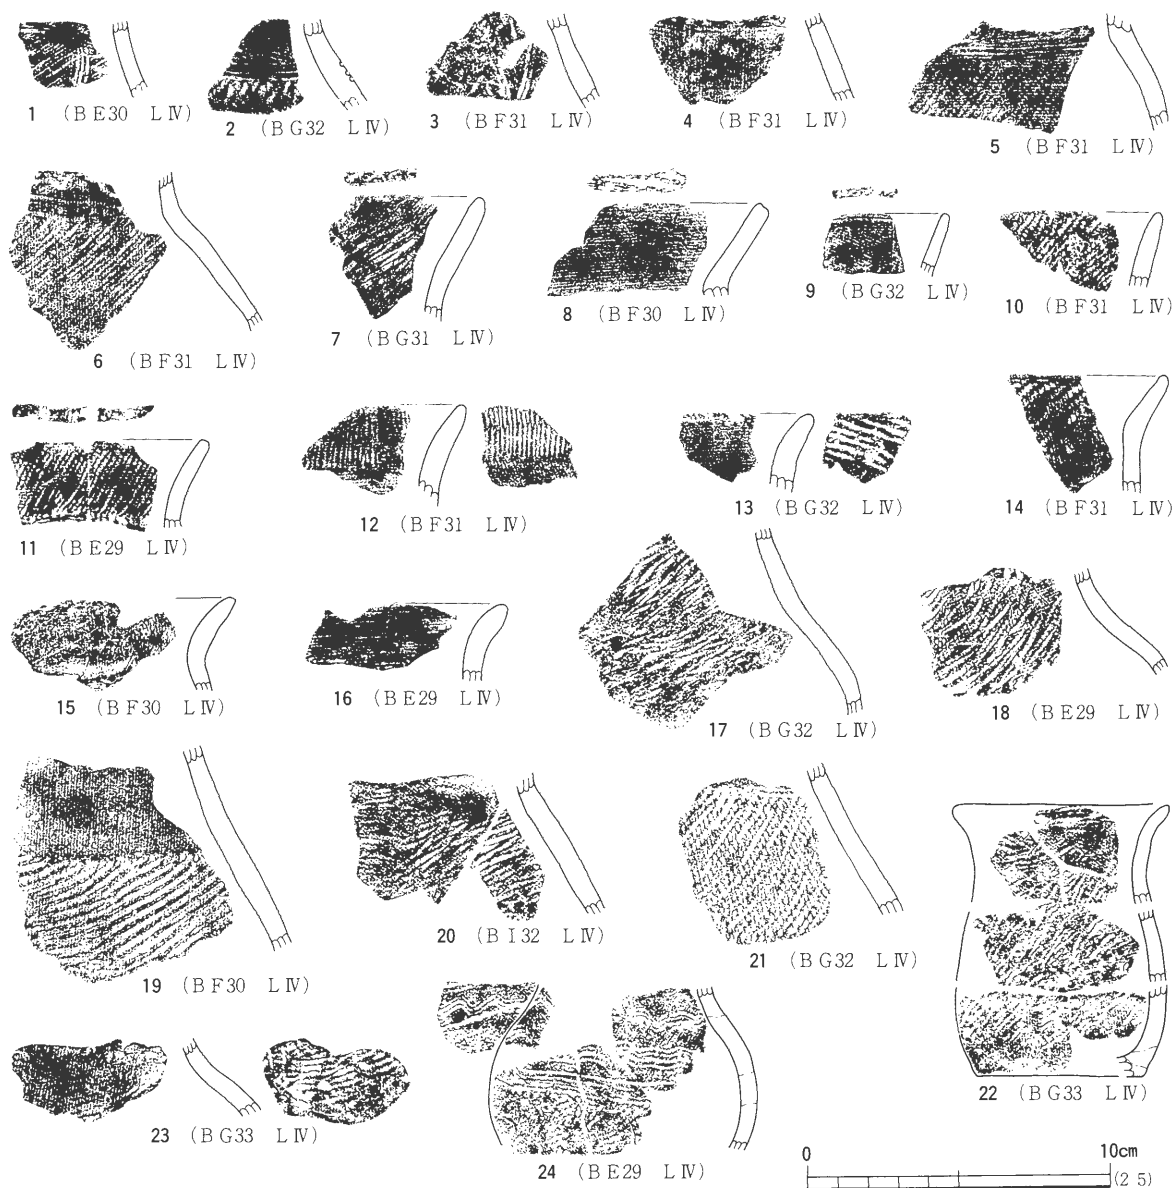 1 (BE30 LⅣ)
2 (BG32 LⅣ)
3 (BF31 LⅣ)
4 (BF31 LⅣ)
5 (BF31 LⅣ)
6 (BF31 LⅣ)
7 (BG31 LⅣ)
8 (BF30 LⅣ)
9 (BG32 LⅣ)
10 (BF31 LⅣ)
11 (BE29 LⅣ)
12 (BF31 LⅣ)
13 (BG32 LⅣ)
14 (BF31 LⅣ)
15 (BF30 LⅣ)
16 (BE29 LⅣ)
17 (BG32 LⅣ)
18 (BE29 LⅣ)
19 (BF30 LⅣ)
20 (BI32 LⅣ)
21 (BG32 LⅣ)
22 (BG33 LⅣ)
23 (BG33 LⅣ)
24 (BE29 LⅣ)
0 10cm
(2 5)